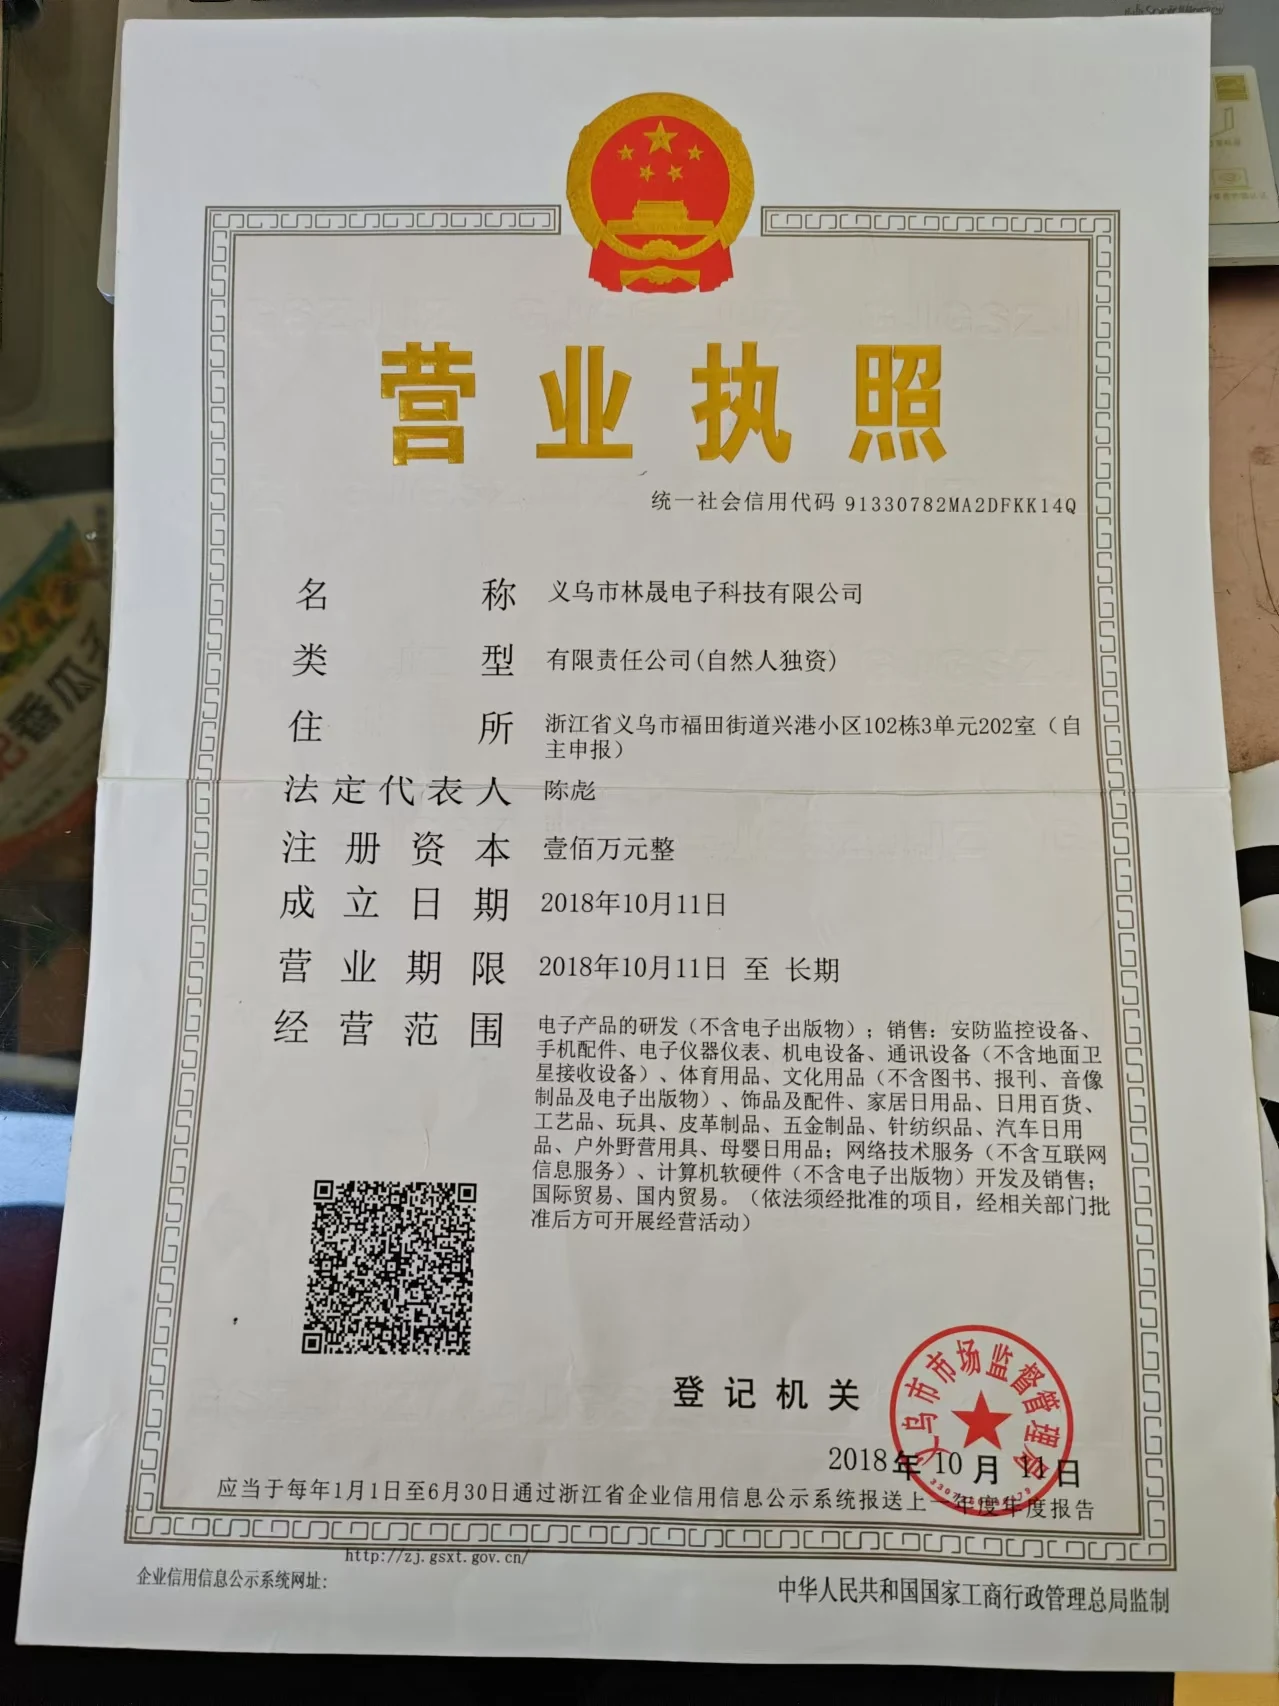 营业执照
统一社会信用代码 91330782MA2DFKK14Q
名称 义乌市林晟电子科技有限公司
类型 有限责任公司(自然人独资)
住所 浙江省义乌市福田街道兴港小区102栋3单元202室（自
主申报）
法定代表人 陈彪
注册资本 壹佰万元整
成立日期 2018年10月11日
营业期限 2018年10月11日 至 长期
经营范围 电子产品的研发（不含电子出版物）；销售：安防监控设备、
手机配件、电子仪器仪表、机电设备、通讯设备（不含地面卫
星接收设备）、体育用品、文化用品（不含图书、报刊、音像
制品及电子出版物）、饰品及配件、家居日用品、日用百货、
工艺品、玩具、皮革制品、五金制品、针纺织品、汽车日用
品、户外野营用具、母婴日用品；网络技术服务（不含互联网
信息服务）、计算机软硬件（不含电子出版物）开发及销售；
国际贸易、国内贸易。（依法须经批准的项目，经相关部门批
准后方可开展经营活动）
登记机关
义乌市市场监督管理局
2018年10月11日
应当于每年1月1日至6月30日通过浙江省企业信用信息公示系统报送上一年度年度报告
http://zj.gsxt.gov.cn/
企业信用信息公示系统网址：
中华人民共和国国家工商行政管理总局监制
香瓜子